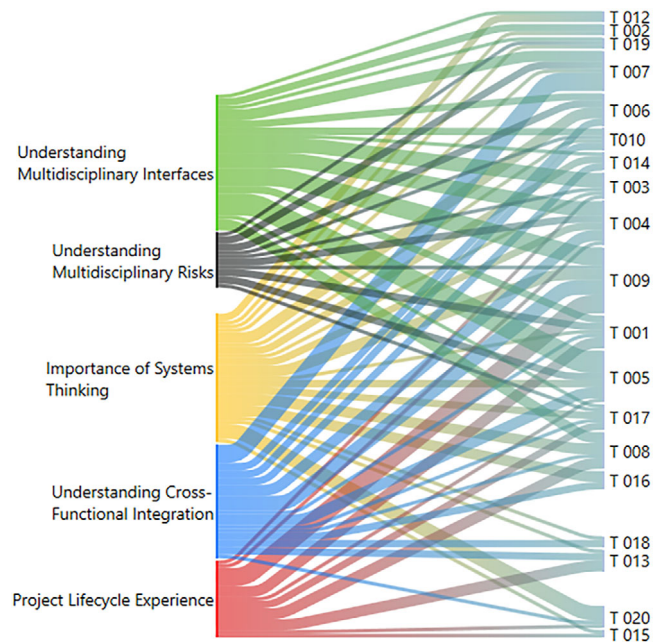 Understanding
Multidisciplinary Interfaces
Understanding
Multidisciplinary Risks
Importance of Systems
Thinking
Understanding Cross-
Functional Integration
Project Lifecycle Experience
T 012
T 002
T 019
T 007
T 006
T010
T 014
T 003
T 004
T 009
T 001
T 005
T 017
T 008
T 016
T 018
T 013
T 020
T 015